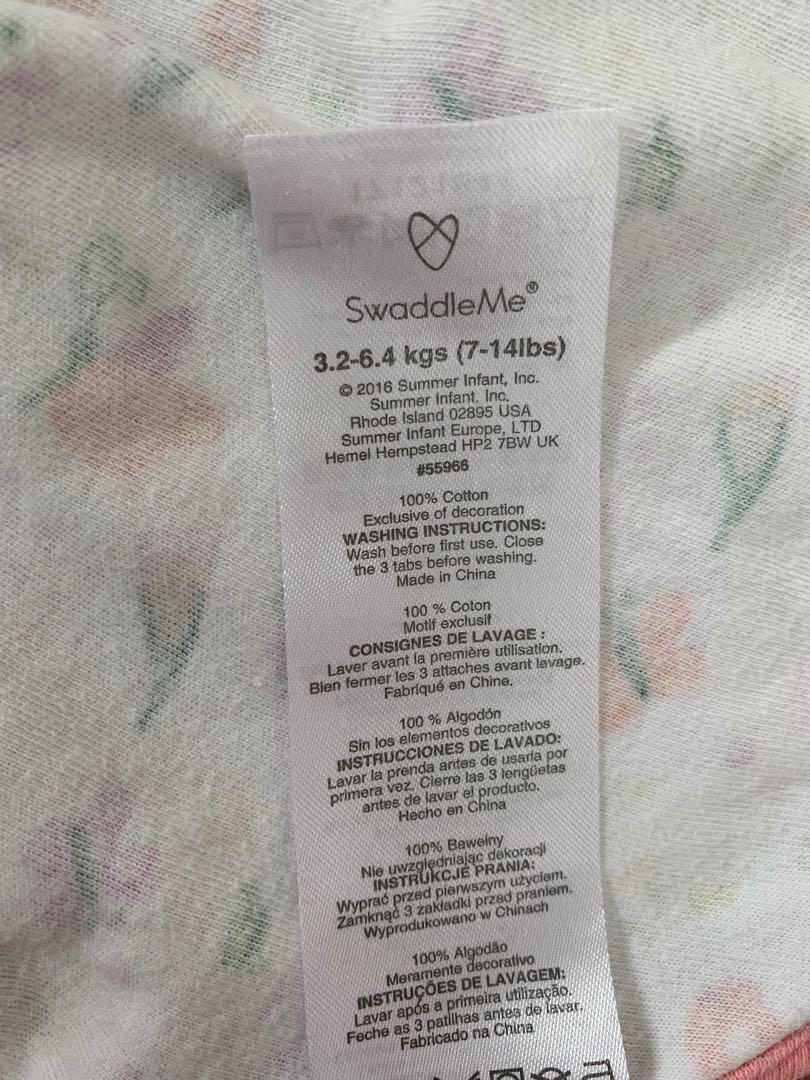 SwaddleMe®
3.2-6.4 kgs (7-14lbs)
© 2016 Summer Infant, Inc.
Summer Infant, Inc.
Rhode Island 02895 USA
Summer Infant Europe, LTD
Hemel Hempstead HP2 7BW UK
#55966
100% Cotton
Exclusive of decoration
WASHING INSTRUCTIONS:
Wash before first use. Close
the 3 tabs before washing.
Made in China
100 % Coton
Motif exclusif
CONSIGNES DE LAVAGE :
Laver avant la première utilisation.
Bien fermer les 3 attaches avant lavage.
Fabriqué en Chine.
100 % Algodón
Sin los elementos decorativos
INSTRUCCIONES DE LAVADO:
Lavar la prenda antes de usarla por
primera vez. Cierre las 3 lengüetas
antes de lavar el producto.
Hecho en China
100% Bawełny
Nie uwzględniając dekoracji
INSTRUKCJE PRANIA:
Wyprać przed pierwszym użyciem.
Zamknąć 3 zakładki przed praniem.
Wyprodukowano w Chinach
100% Algodão
Meramente decorativo
INSTRUÇÕES DE LAVAGEM:
Lavar após a primeira utilização.
Feche as 3 patilhas antes de lavar.
Fabricado na China